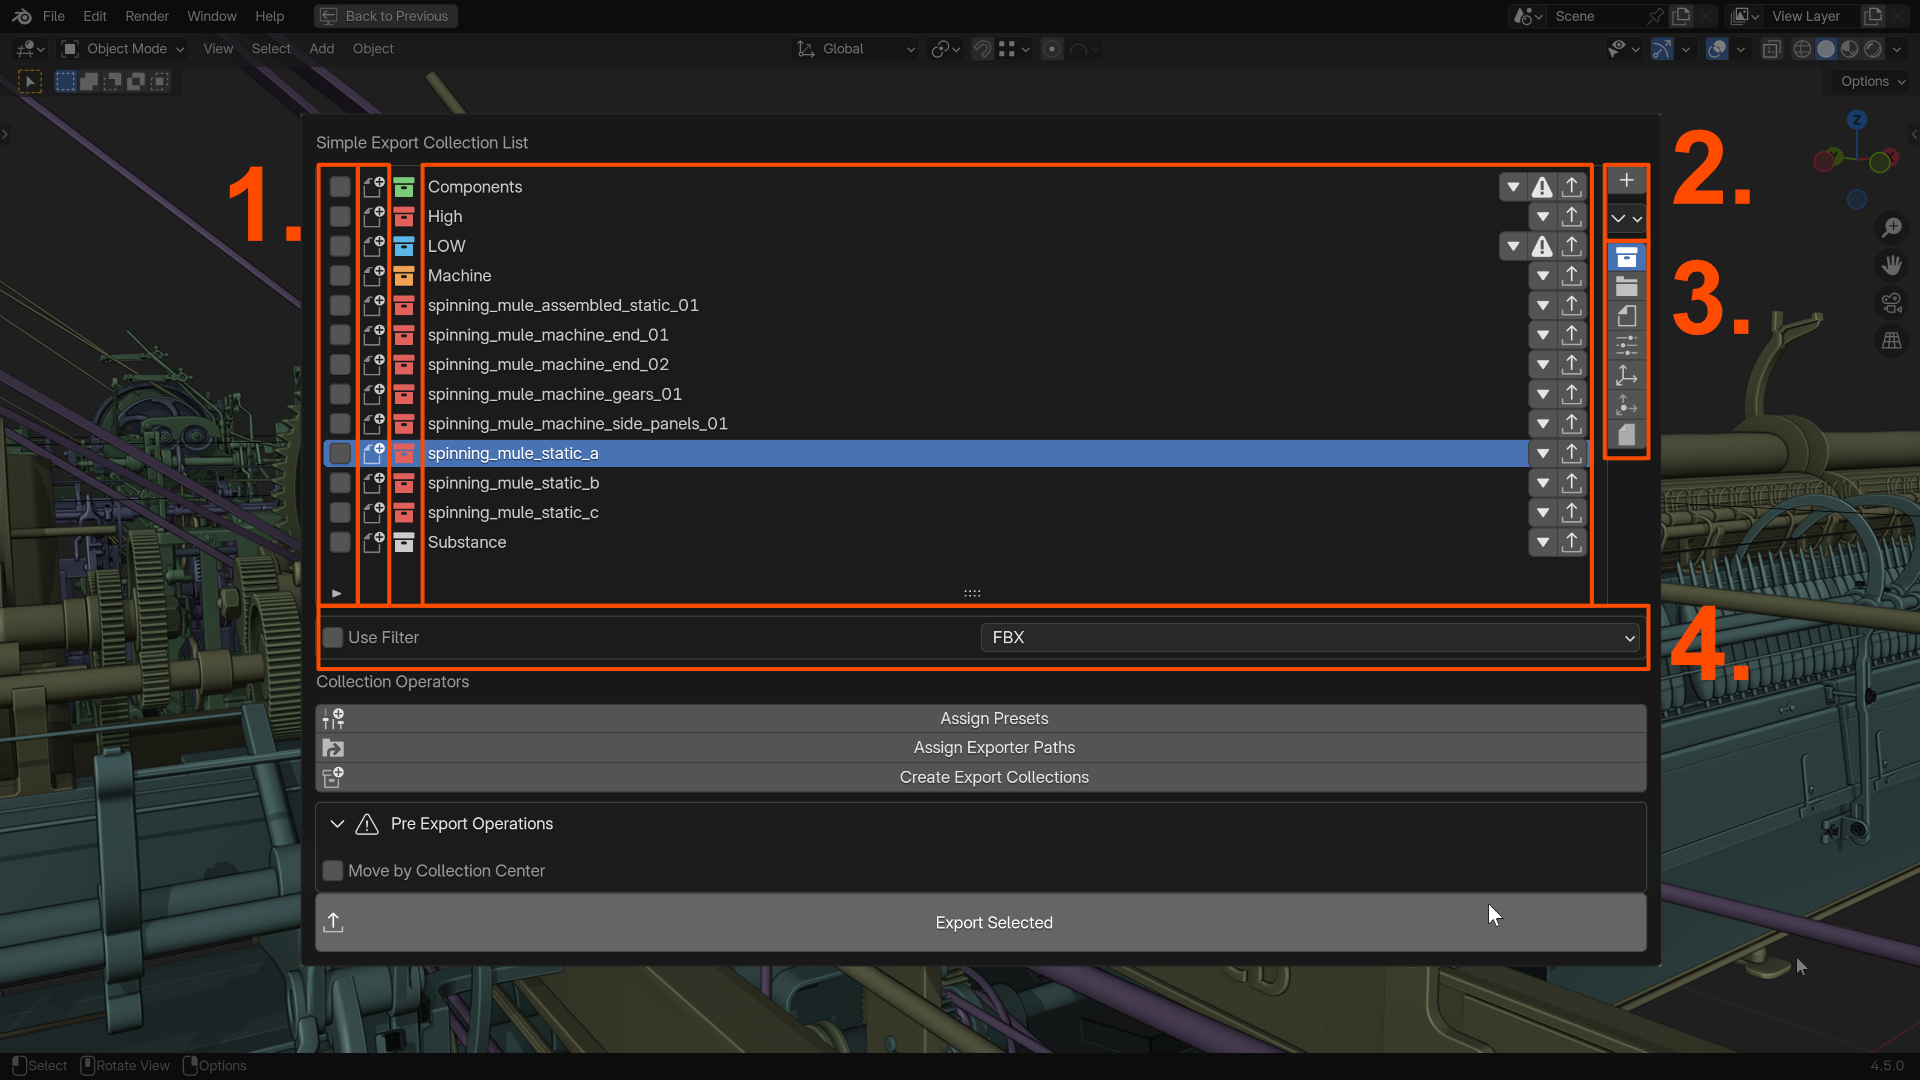 File Edit Render Window Help Back to Previous Scene View Layer
Object Mode View Select Add Object Global
Options
Z
Simple Export Collection List
1.
2.
3.
4.
Components
High
LOW
Machine
spinning_mule_assembled_static_01
spinning_mule_machine_end_01
spinning_mule_machine_end_02
spinning_mule_machine_gears_01
spinning_mule_machine_side_panels_01
spinning_mule_static_a
spinning_mule_static_b
spinning_mule_static_c
Substance
Use Filter FBX
Collection Operators
Assign Presets
Assign Exporter Paths
Create Export Collections
Pre Export Operations
Move by Collection Center
Export Selected
Select Rotate View Options 4.5.0